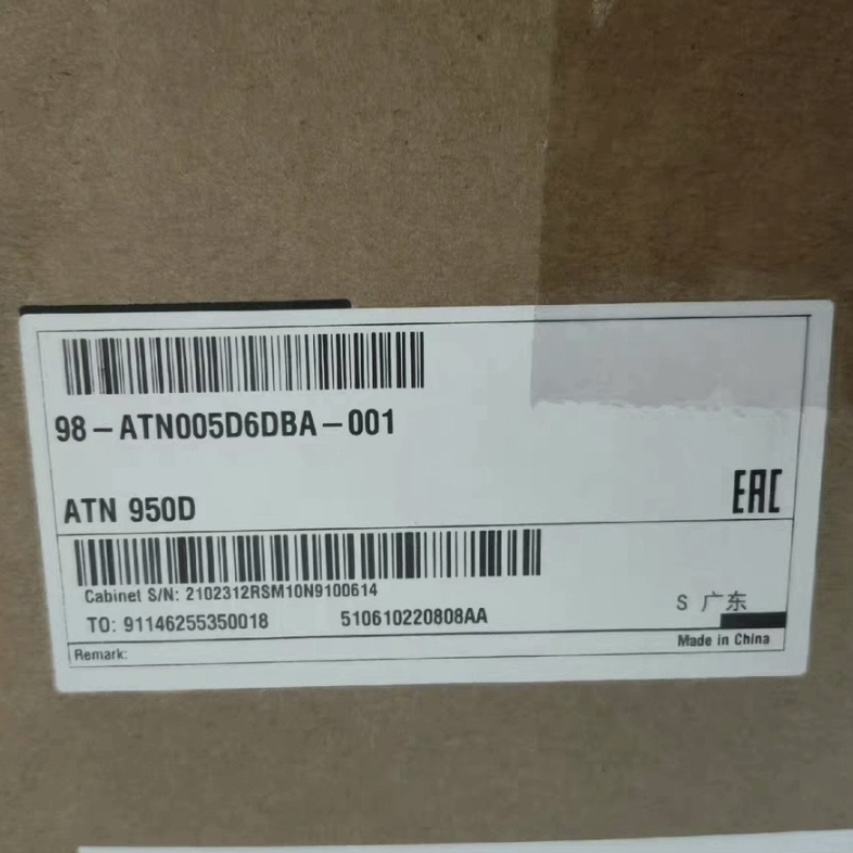 98-ATN005D6DBA-001
ATN 950D
EAC
Cabinet S/N: 2102312RSM10N9100614
TO: 91146255350018 510610220808AA
S 广东
Made in China
Remark: